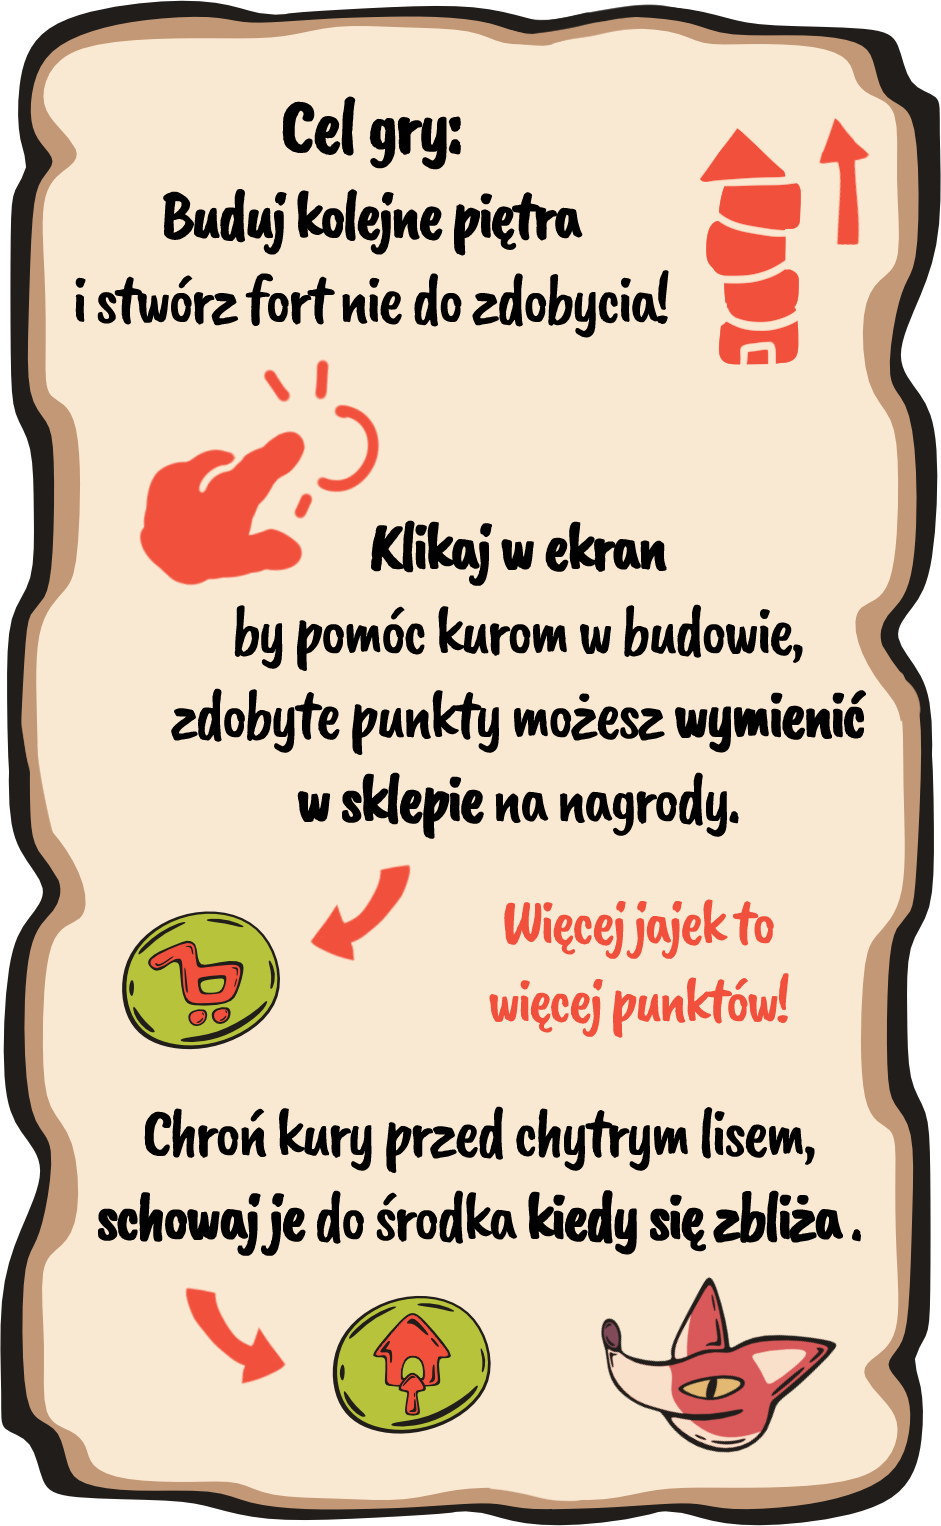 Cel gry:
Buduj kolejne piętra
i stwórz fort nie do zdobycia!
Klikaj w ekran
by pomóc kurom w budowie,
zdobyte punkty możesz wymienić
w sklepie na nagrody.
Więcej jajek to
więcej punktów!
Chroń kury przed chytrym lisem,
schowaj je do środka kiedy się zbliża .